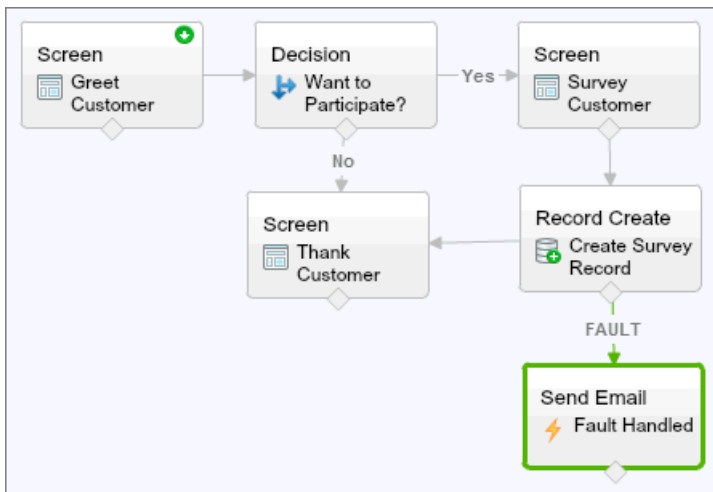 Screen
Greet
Customer
Decision
Want to
Participate?
Yes
Screen
Survey
Customer
No
Screen
Thank
Customer
Record Create
Create Survey
Record
FAULT
Send Email
Fault Handled